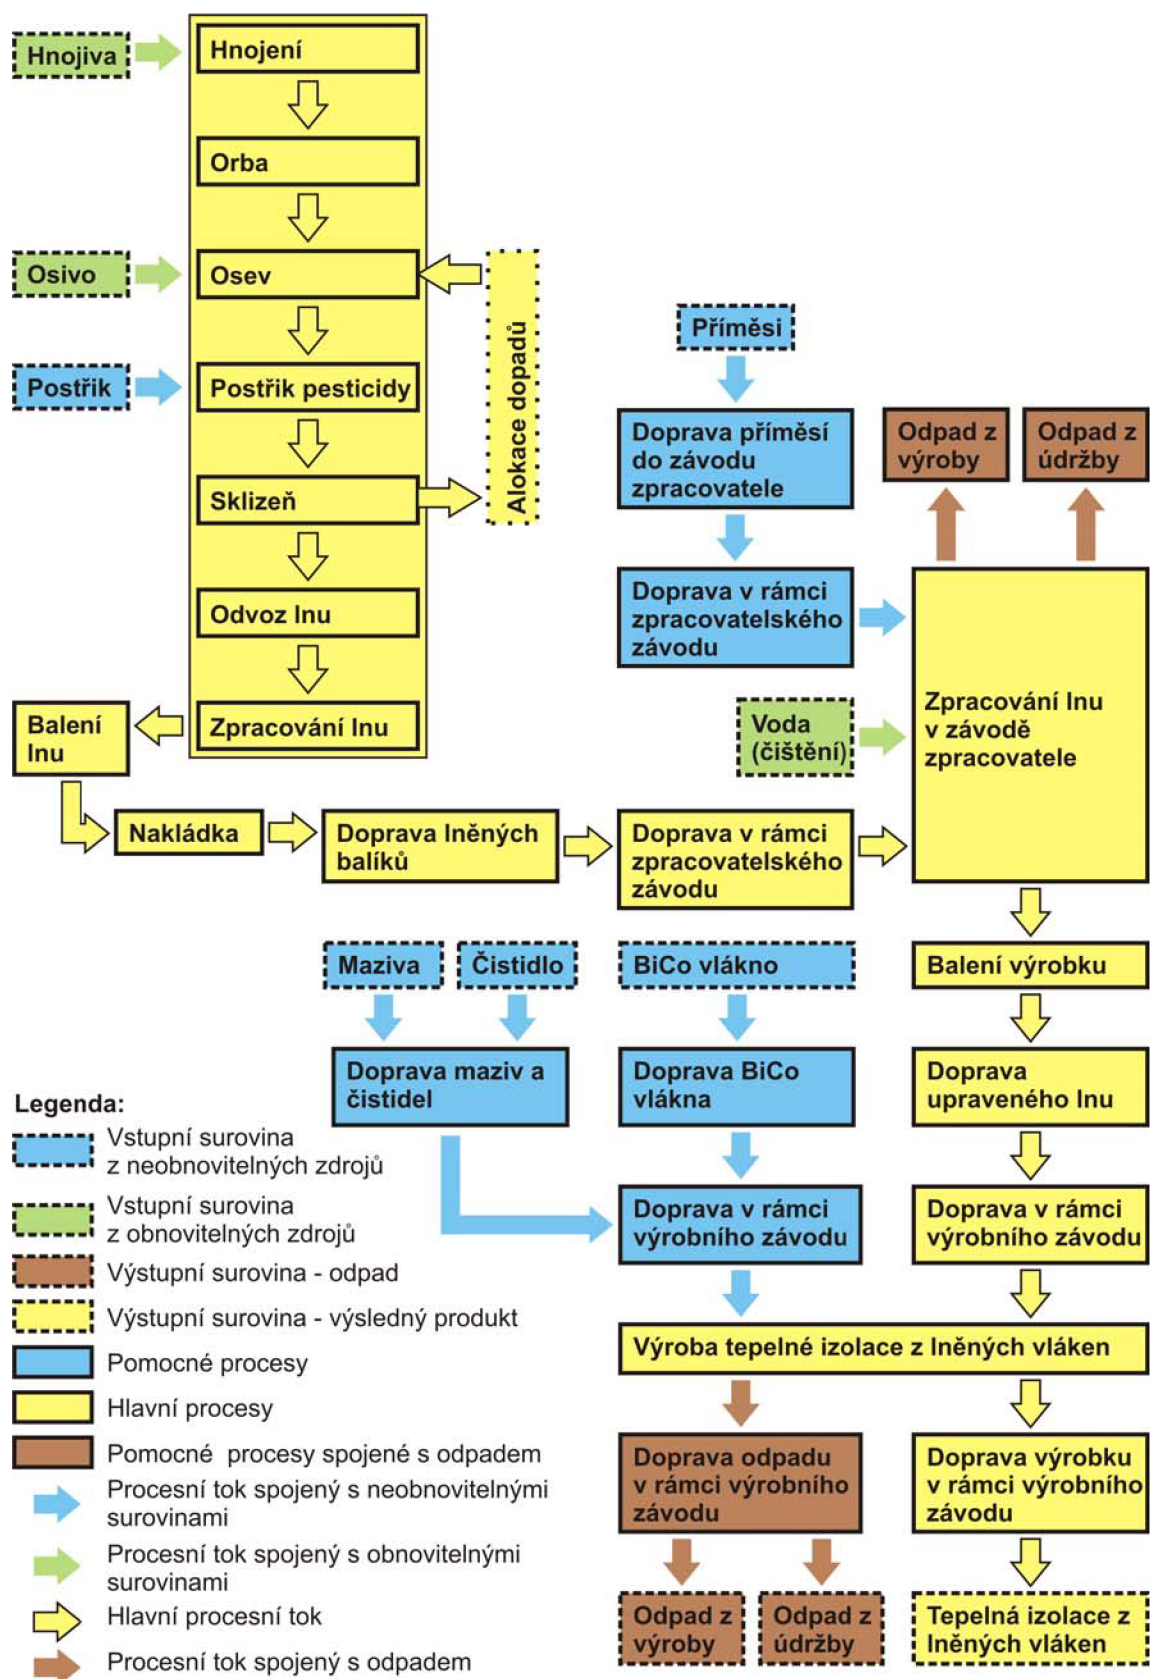 Hnojiva
Hnojení
Orba
Osivo
Osev
Alokace dopadů
Postřik
Postřik pesticidy
Sklizeň
Odvoz lnu
Zpracování lnu
Balení
lnu
Příměsi
Doprava příměsí
do závodu
zpracovatele
Odpad z
výroby
Odpad z
údržby
Doprava v rámci
zpracovatelského
závodu
Voda
(čištění)
Zpracování lnu
v závodě
zpracovatele
Nakládka
Doprava lněných
balíků
Doprava v rámci
zpracovatelského
závodu
Maziva
Čistidlo
BiCo vlákno
Balení výrobku
Doprava maziv a
čistidel
Doprava BiCo
vlákna
Doprava
upraveného lnu
Doprava v rámci
výrobního závodu
Doprava v rámci
výrobního závodu
Výroba tepelné izolace z lněných vláken
Doprava odpadu
v rámci výrobního
závodu
Doprava výrobku
v rámci výrobního
závodu
Odpad z
výroby
Odpad z
údržby
Tepelná izolace z
lněných vláken
Legenda:
Vstupní surovina
z neobnovitelných zdrojů
Vstupní surovina
z obnovitelných zdrojů
Výstupní surovina - odpad
Výstupní surovina - výsledný produkt
Pomocné procesy
Hlavní procesy
Pomocné procesy spojené s odpadem
Procesní tok spojený s neobnovitelnými
surovinami
Procesní tok spojený s obnovitelnými
surovinami
Hlavní procesní tok
Procesní tok spojený s odpadem